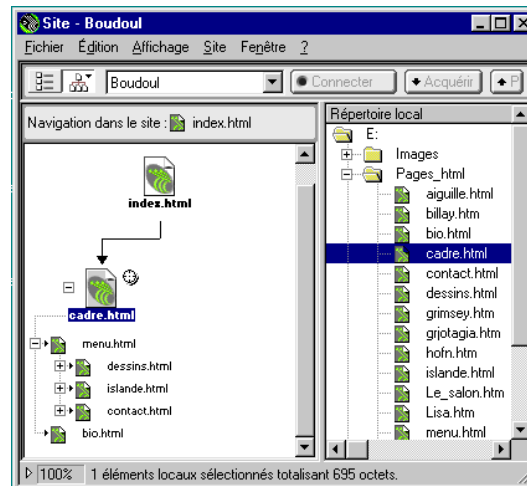 Site - Boudoul
Fichier Édition Affichage Site Fenêtre ?
Boudoul Connecter Acquérir P
Navigation dans le site : index.html
index.html
cadre.html
menu.html
dessins.html
islande.html
contact.html
bio.html
Répertoire local
E:
Images
Pages_html
aiguille.html
billay.htm
bio.html
cadre.html
contact.html
dessins.html
grimsey.htm
grjotagia.htm
hofn.htm
islande.html
Le_salon.htm
Lisa.htm
menu.html
100% 1 éléments locaux sélectionnés totalisant 695 octets.